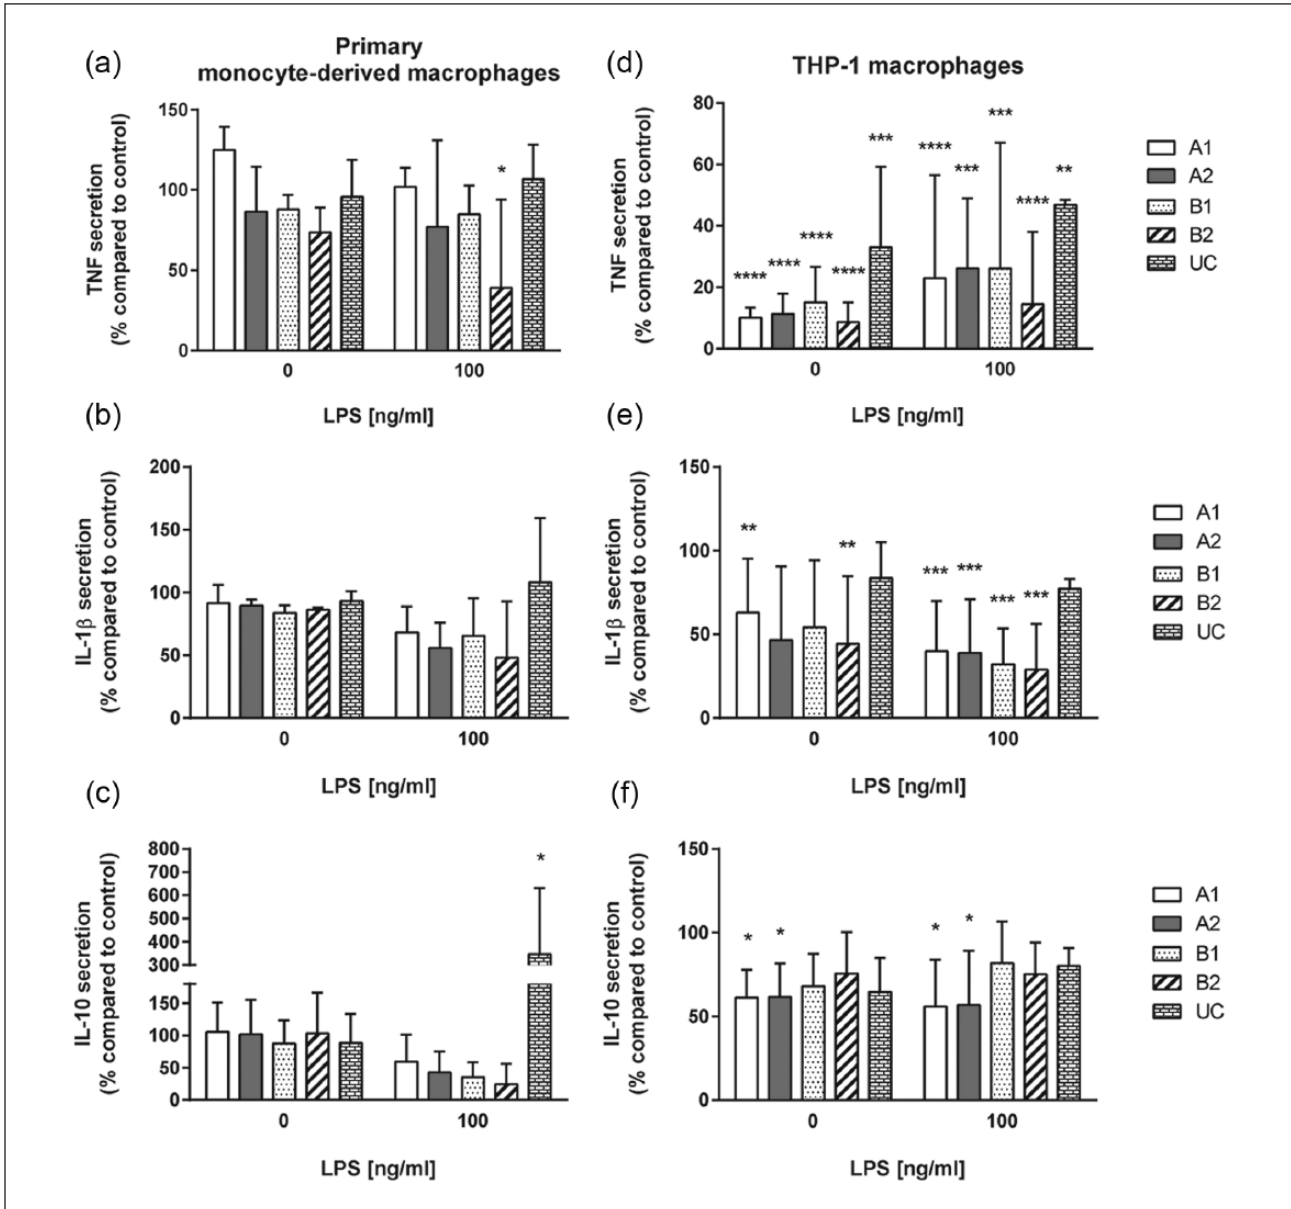 (a)
Primary
monocyte-derived macrophages
TNF secretion
(% compared to control)
150
100
50
0
*
0 100
LPS [ng/ml]
(d)
THP-1 macrophages
TNF secretion
(% compared to control)
80
60
40
20
0
**** **** **** **** *** **** *** *** **** **
0 100
LPS [ng/ml]
A1
A2
B1
B2
UC
(b)
IL-1β secretion
(% compared to control)
200
150
100
50
0
0 100
LPS [ng/ml]
(e)
IL-1β secretion
(% compared to control)
150
100
50
0
** ** *** *** *** ***
0 100
LPS [ng/ml]
A1
A2
B1
B2
UC
(c)
IL-10 secretion
(% compared to control)
800
700
600
500
400
300
150
100
50
0
*
0 100
LPS [ng/ml]
(f)
IL-10 secretion
(% compared to control)
150
100
50
0
* * * *
0 100
LPS [ng/ml]
A1
A2
B1
B2
UC